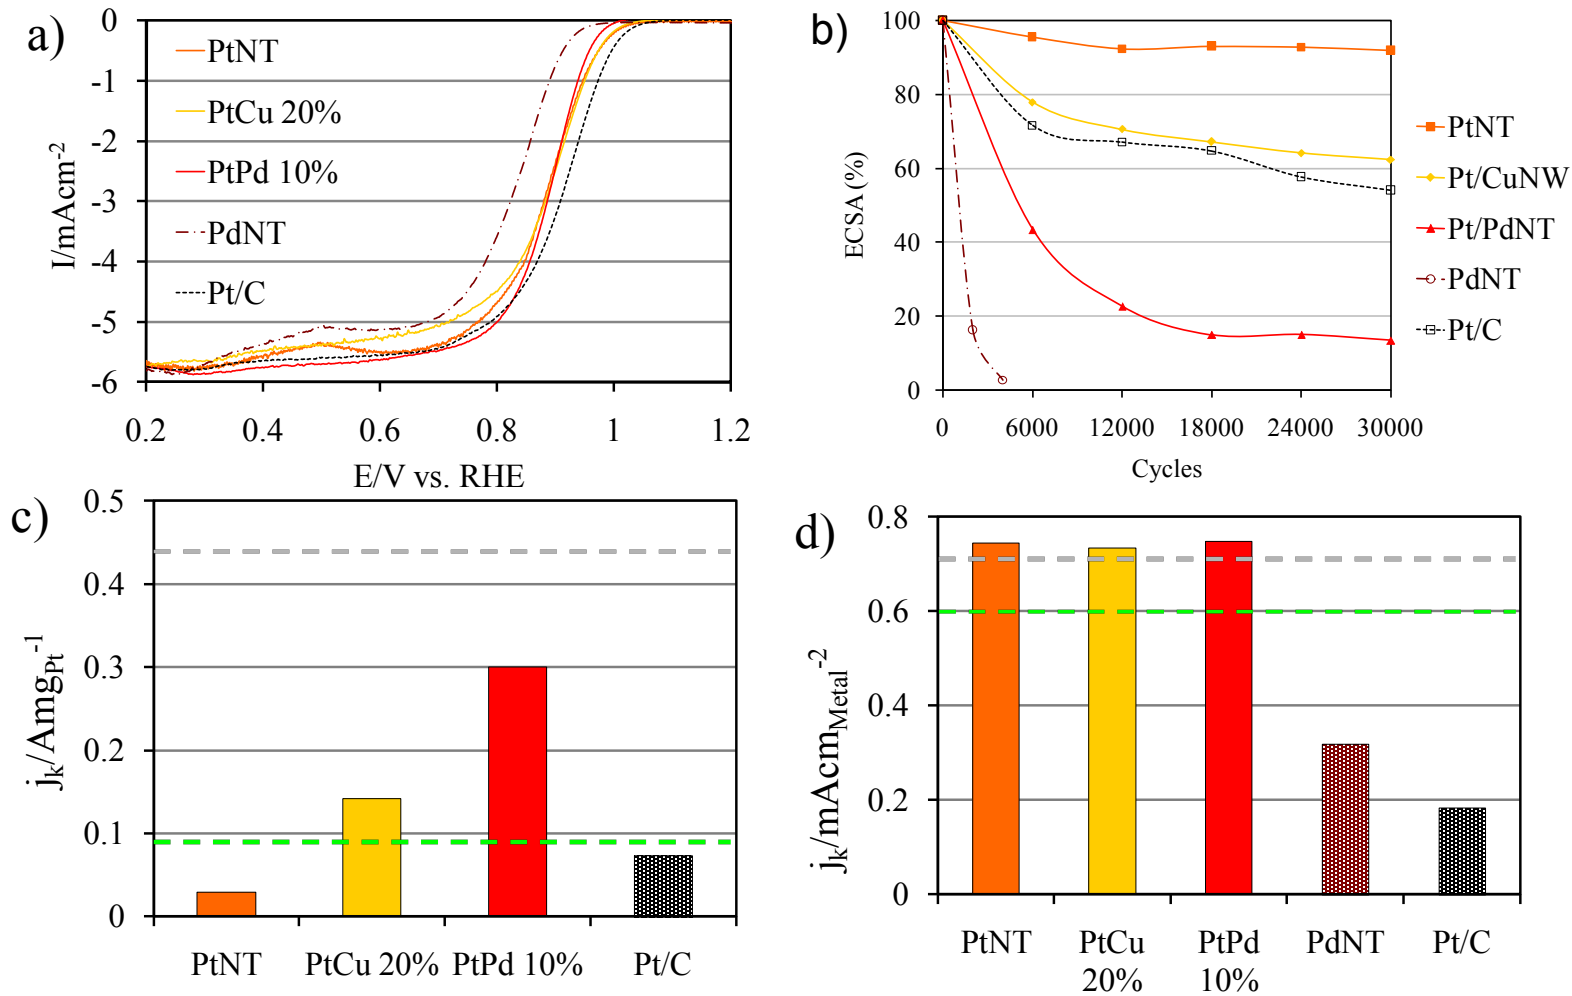 a)
0
-1
-2
-3
-4
-5
-6
I/mAcm⁻²
PtNT
PtCu 20%
PtPd 10%
PdNT
Pt/C
0.2 0.4 0.6 0.8 1 1.2
E/V vs. RHE
b)
100
80
60
40
20
0
ECSA (%)
0 6000 12000 18000 24000 30000
Cycles
PtNT
Pt/CuNW
Pt/PdNT
PdNT
Pt/C
c)
0.5
0.4
0.3
0.2
0.1
0
jₖ/Amg_Pt⁻¹
PtNT PtCu 20% PtPd 10% Pt/C
d)
0.8
0.6
0.4
0.2
0
jₖ/mAcm_Metal⁻²
PtNT PtCu PtPd PdNT Pt/C
20% 10%